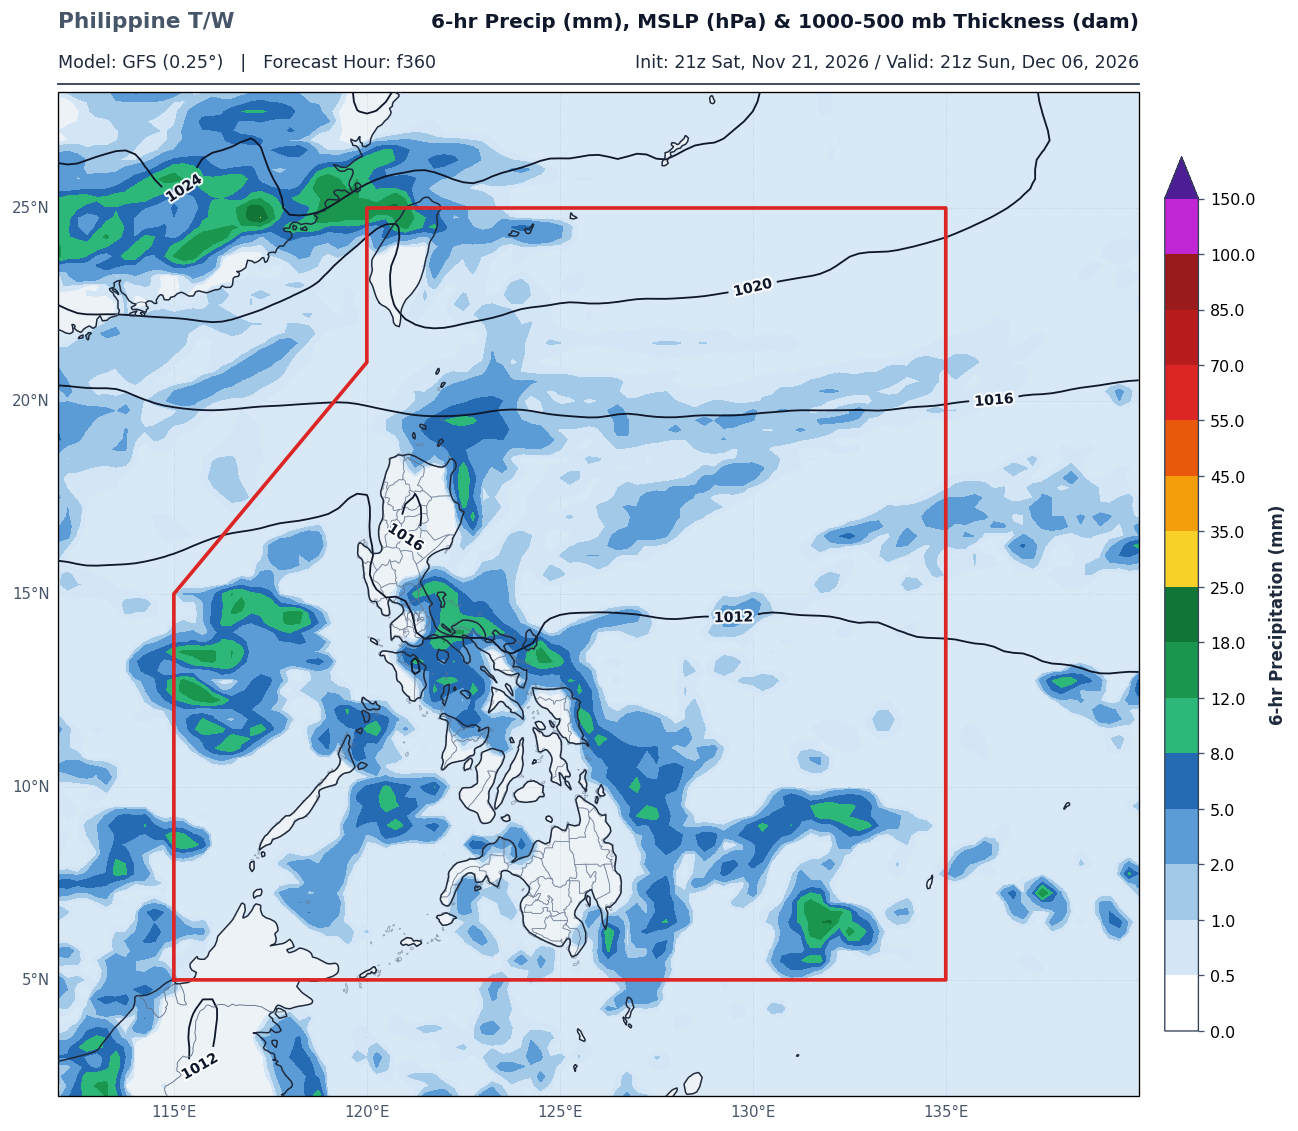 Philippine T/W
6-hr Precip (mm), MSLP (hPa) & 1000-500 mb Thickness (dam)
Model: GFS (0.25°) | Forecast Hour: f360
Init: 21z Sat, Nov 21, 2026 / Valid: 21z Sun, Dec 06, 2026
1024
25°N
1020
20°N
1016
1016
15°N
1012
10°N
5°N
1012
115°E
120°E
125°E
130°E
135°E
150.0
100.0
85.0
70.0
55.0
45.0
35.0
25.0
18.0
12.0
8.0
5.0
2.0
1.0
0.5
0.0
6-hr Precipitation (mm)